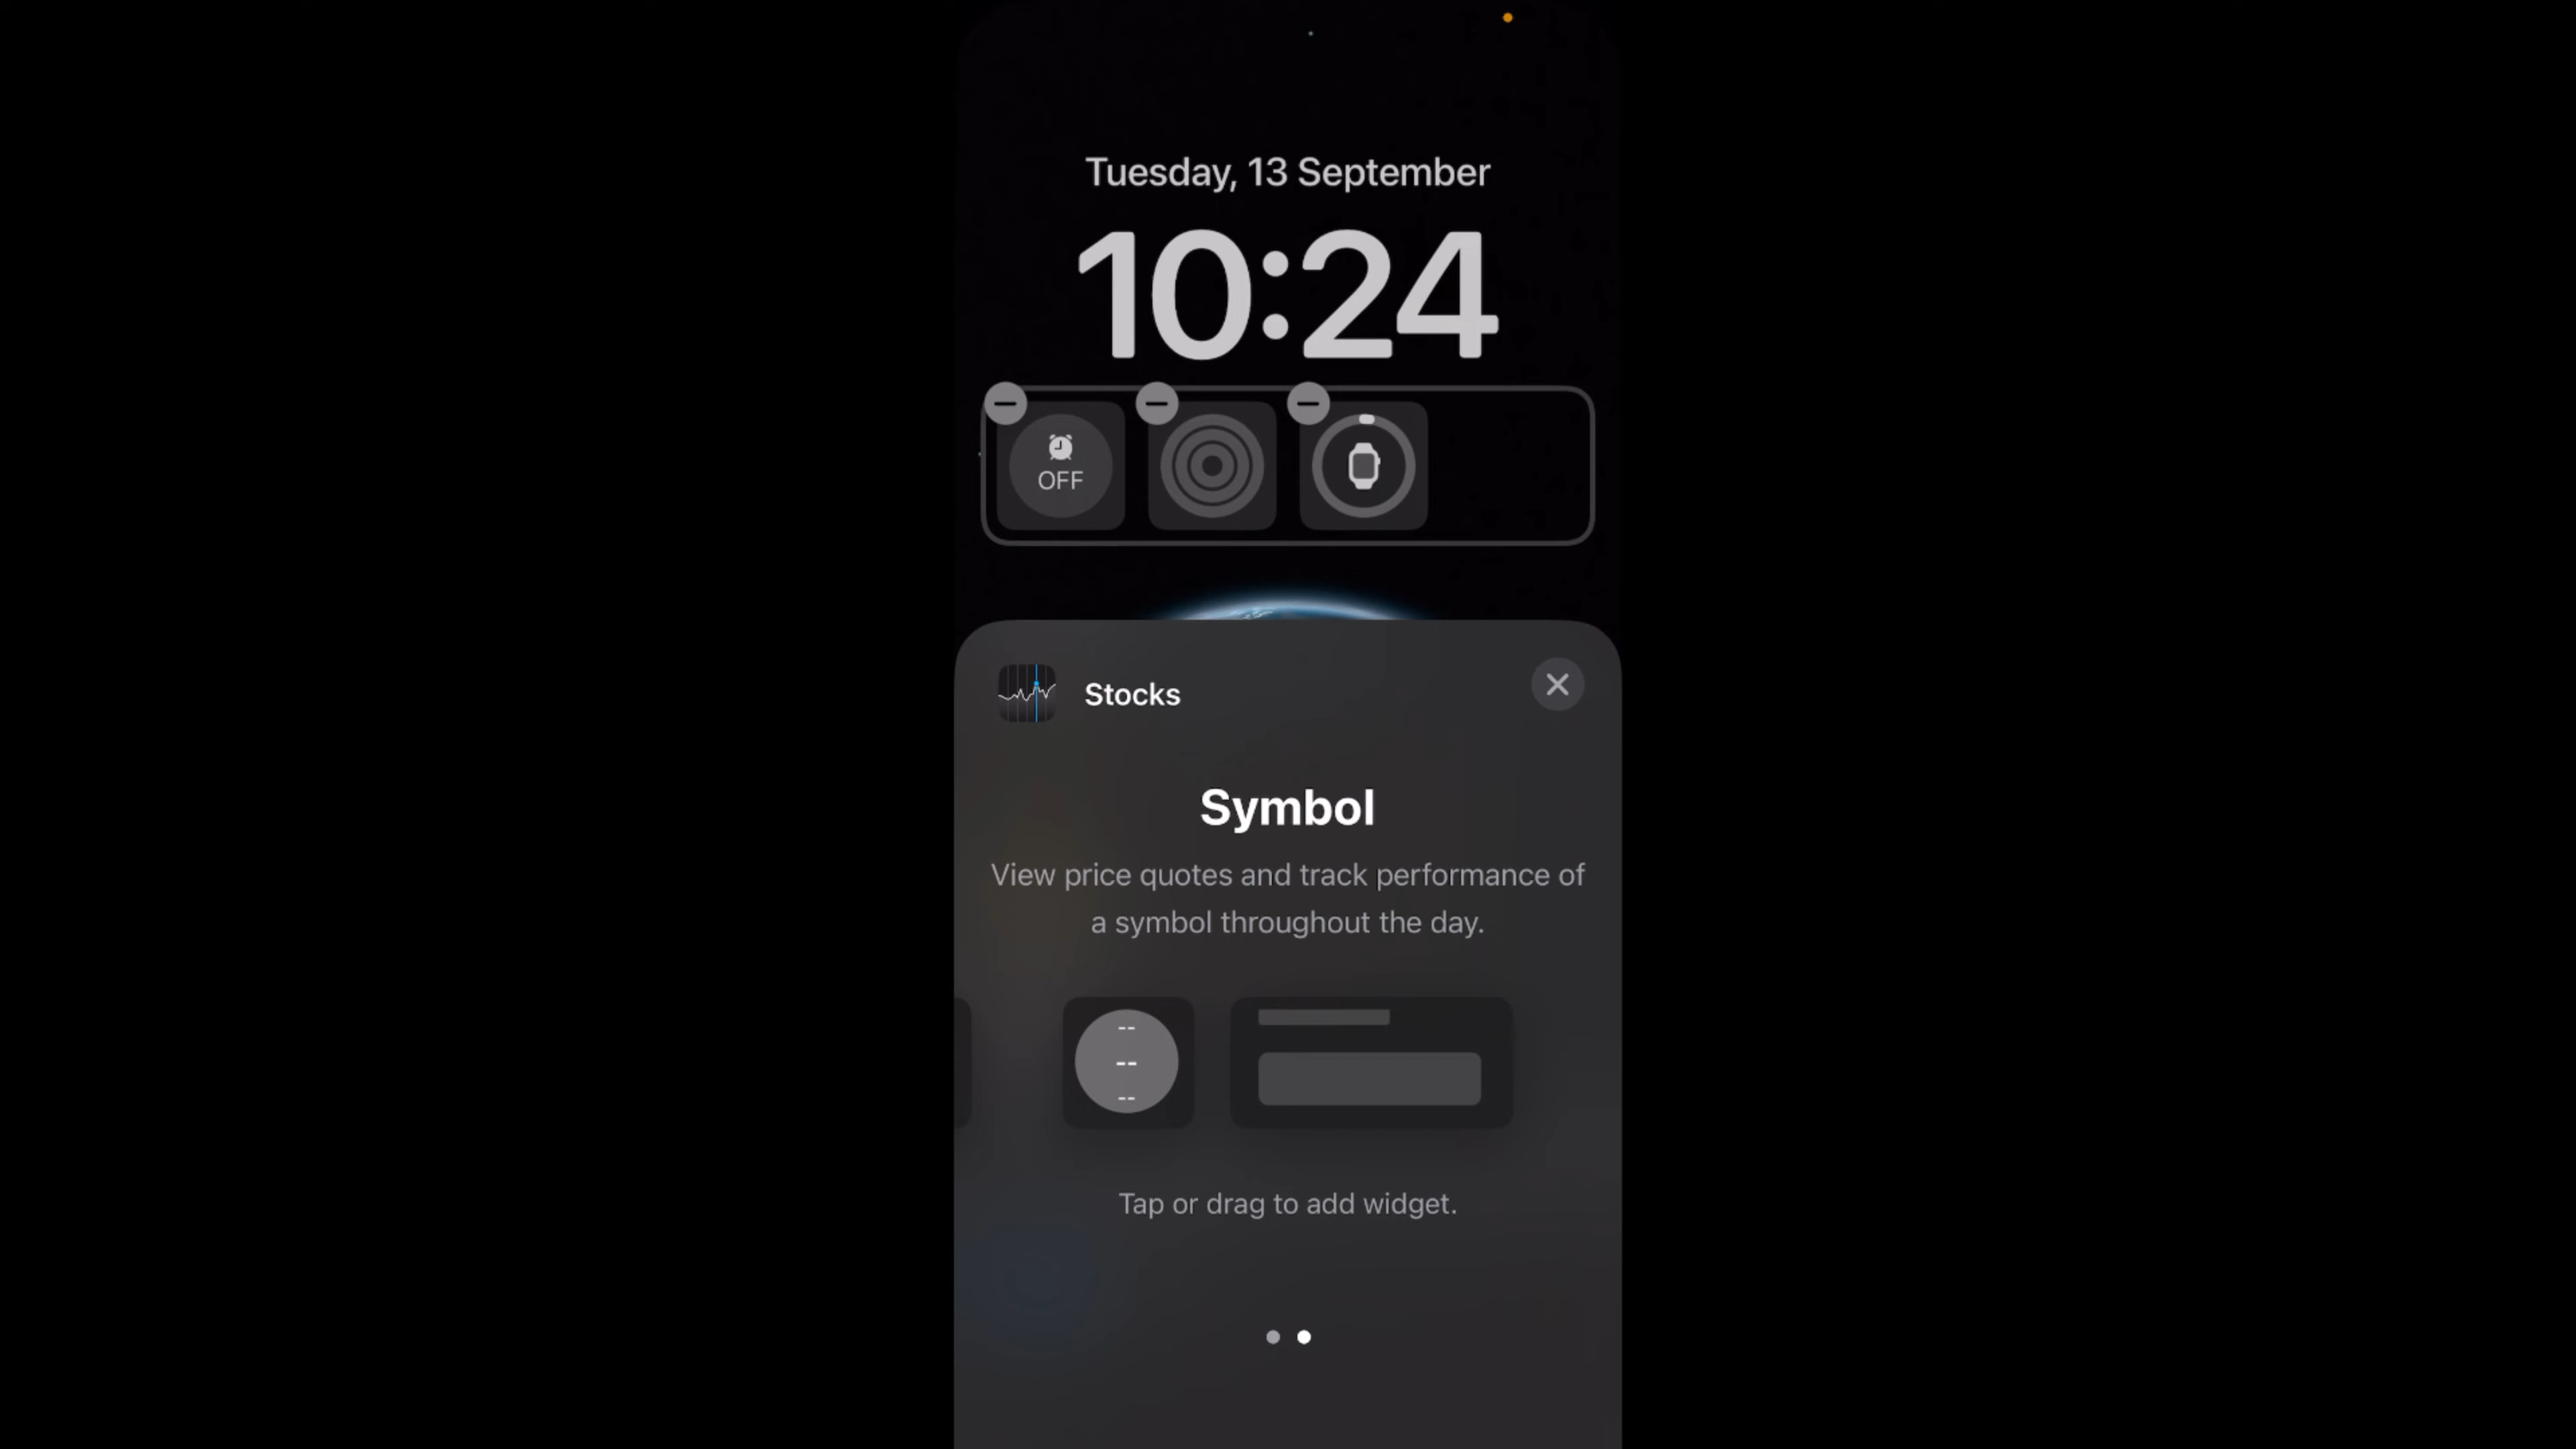 Tuesday, 13 September
10:24
OFF
Stocks
Symbol
View price quotes and track performance of
a symbol throughout the day.
--
--
--
Tap or drag to add widget.